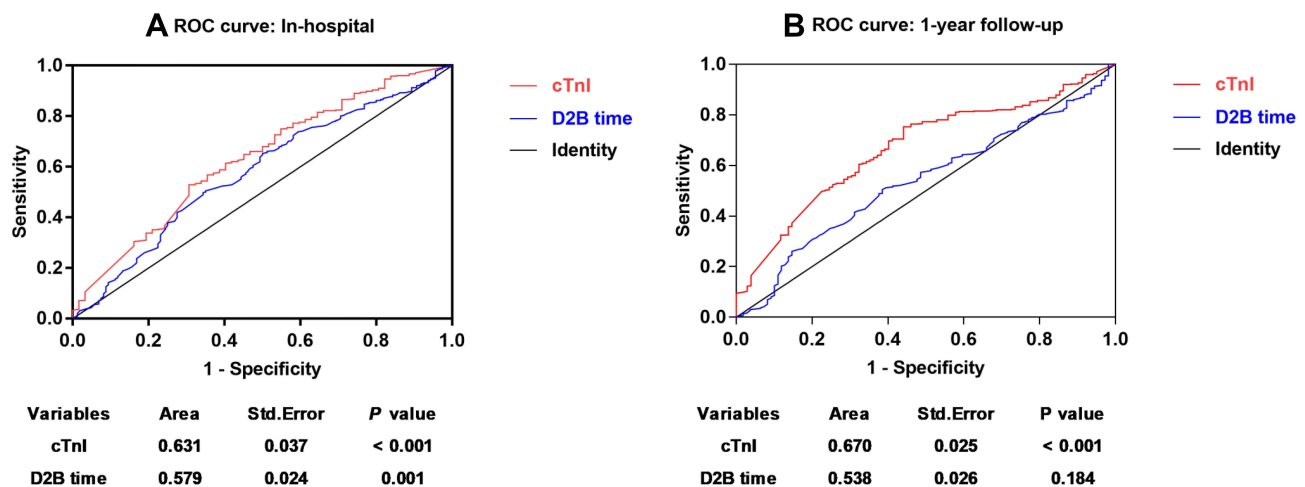 A ROC curve: In-hospital
1.0
0.8
0.6
0.4
0.2
0.0
Sensitivity
0.0 0.2 0.4 0.6 0.8 1.0
1 - Specificity
cTnI
D2B time
Identity
Variables Area Std.Error P value
cTnI 0.631 0.037 < 0.001
D2B time 0.579 0.024 0.001
B ROC curve: 1-year follow-up
1.0
0.8
0.6
0.4
0.2
0.0
Sensitivity
0.0 0.2 0.4 0.6 0.8 1.0
1 - Specificity
cTnI
D2B time
Identity
Variables Area Std.Error P value
cTnI 0.670 0.025 < 0.001
D2B time 0.538 0.026 0.184